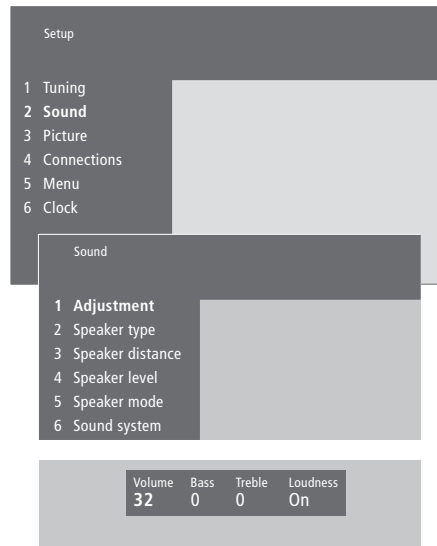 Setup
1 Tuning
2 Sound
3 Picture
4 Connections
5 Menu
6 Clock
Sound
1 Adjustment
2 Speaker type
3 Speaker distance
4 Speaker level
5 Speaker mode
6 Sound system
Volume Bass Treble Loudness
32 0 0 On